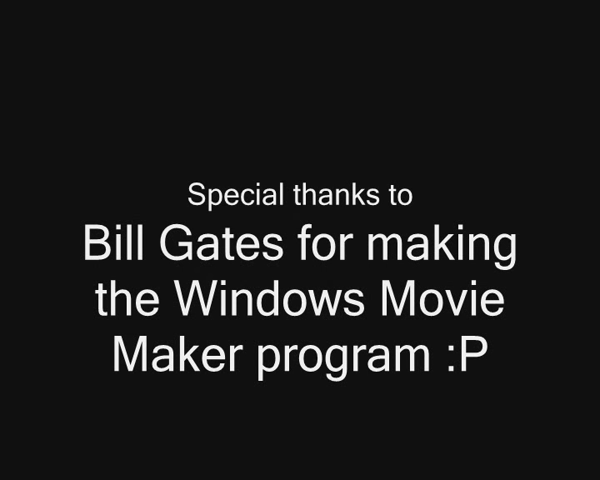 Special thanks to
Bill Gates for making
the Windows Movie
Maker program :P